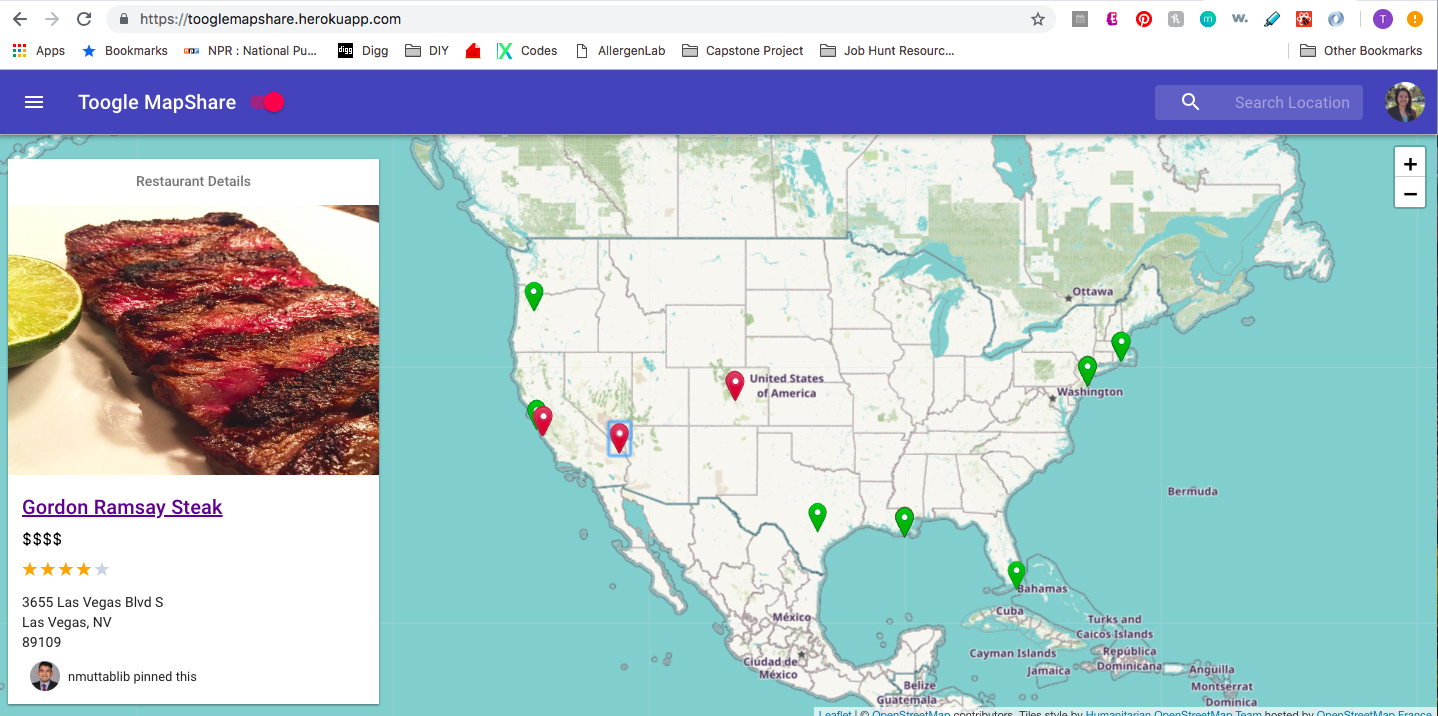 https://tooglemapshare.herokuapp.com
T
Apps
Bookmarks
NPR : National Pu...
digg
Digg
DIY
Codes
AllergenLab
Capstone Project
Job Hunt Resourc...
Other Bookmarks
Toogle MapShare
Search Location
Restaurant Details
Gordon Ramsay Steak
$$$$
3655 Las Vegas Blvd S
Las Vegas, NV
89109
nmuttablib pinned this
+
−
Ottawa
United States
of America
Washington
Bermuda
Bahamas
México
Cuba
Turks and
Caicos Islands
Cayman Islands
República
Dominicana
Jamaica
Ciudad de
México
Anguilla
Montserrat
Belize
Guatemala
Dominica
Leaflet | © OpenStreetMap contributors, Tiles style by Humanitarian OpenStreetMap Team hosted by OpenStreetMap France